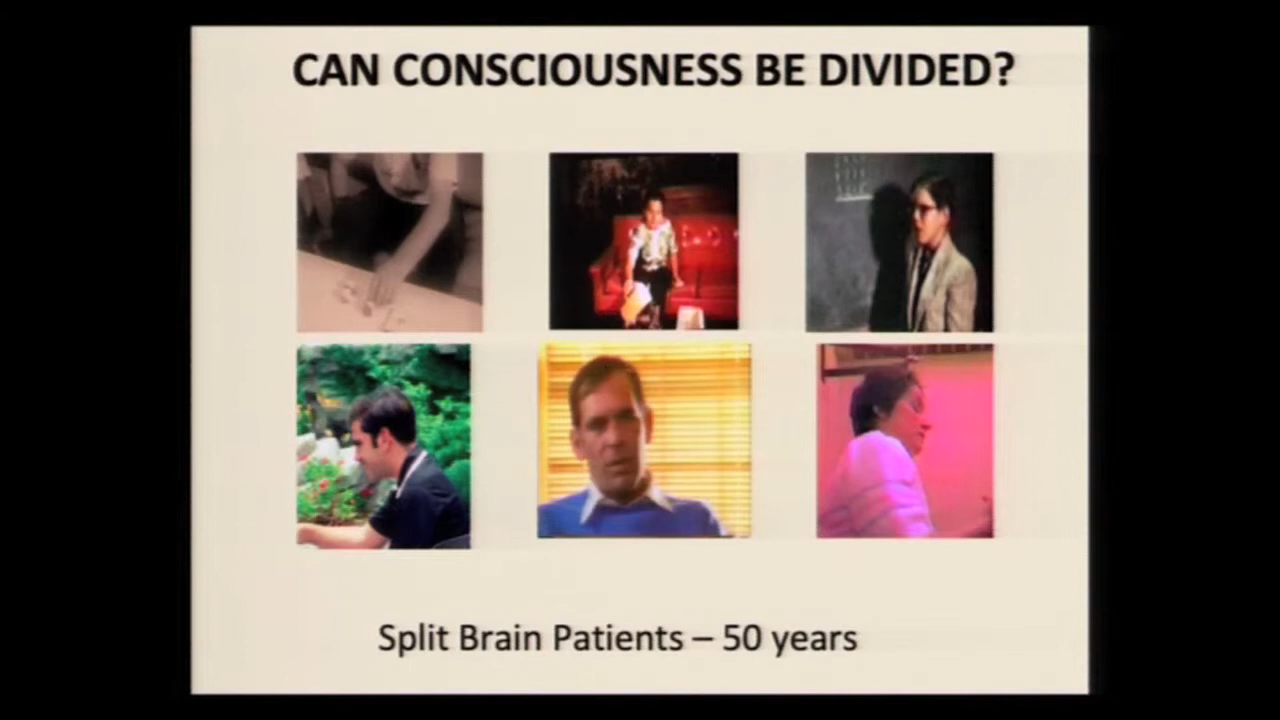 CAN CONSCIOUSNESS BE DIVIDED?
Split Brain Patients – 50 years